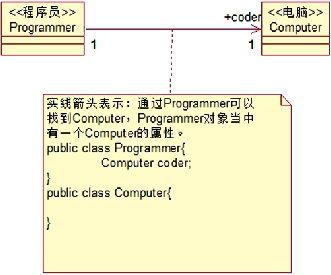 <<程序员>>
Programmer
+coder
<<电脑>>
Computer
1
1
实线箭头表示：通过Programmer可以
找到Computer，Programmer对象当中
有一个Computer的属性。
public class Programmer{
Computer coder;
}
public class Computer{
}